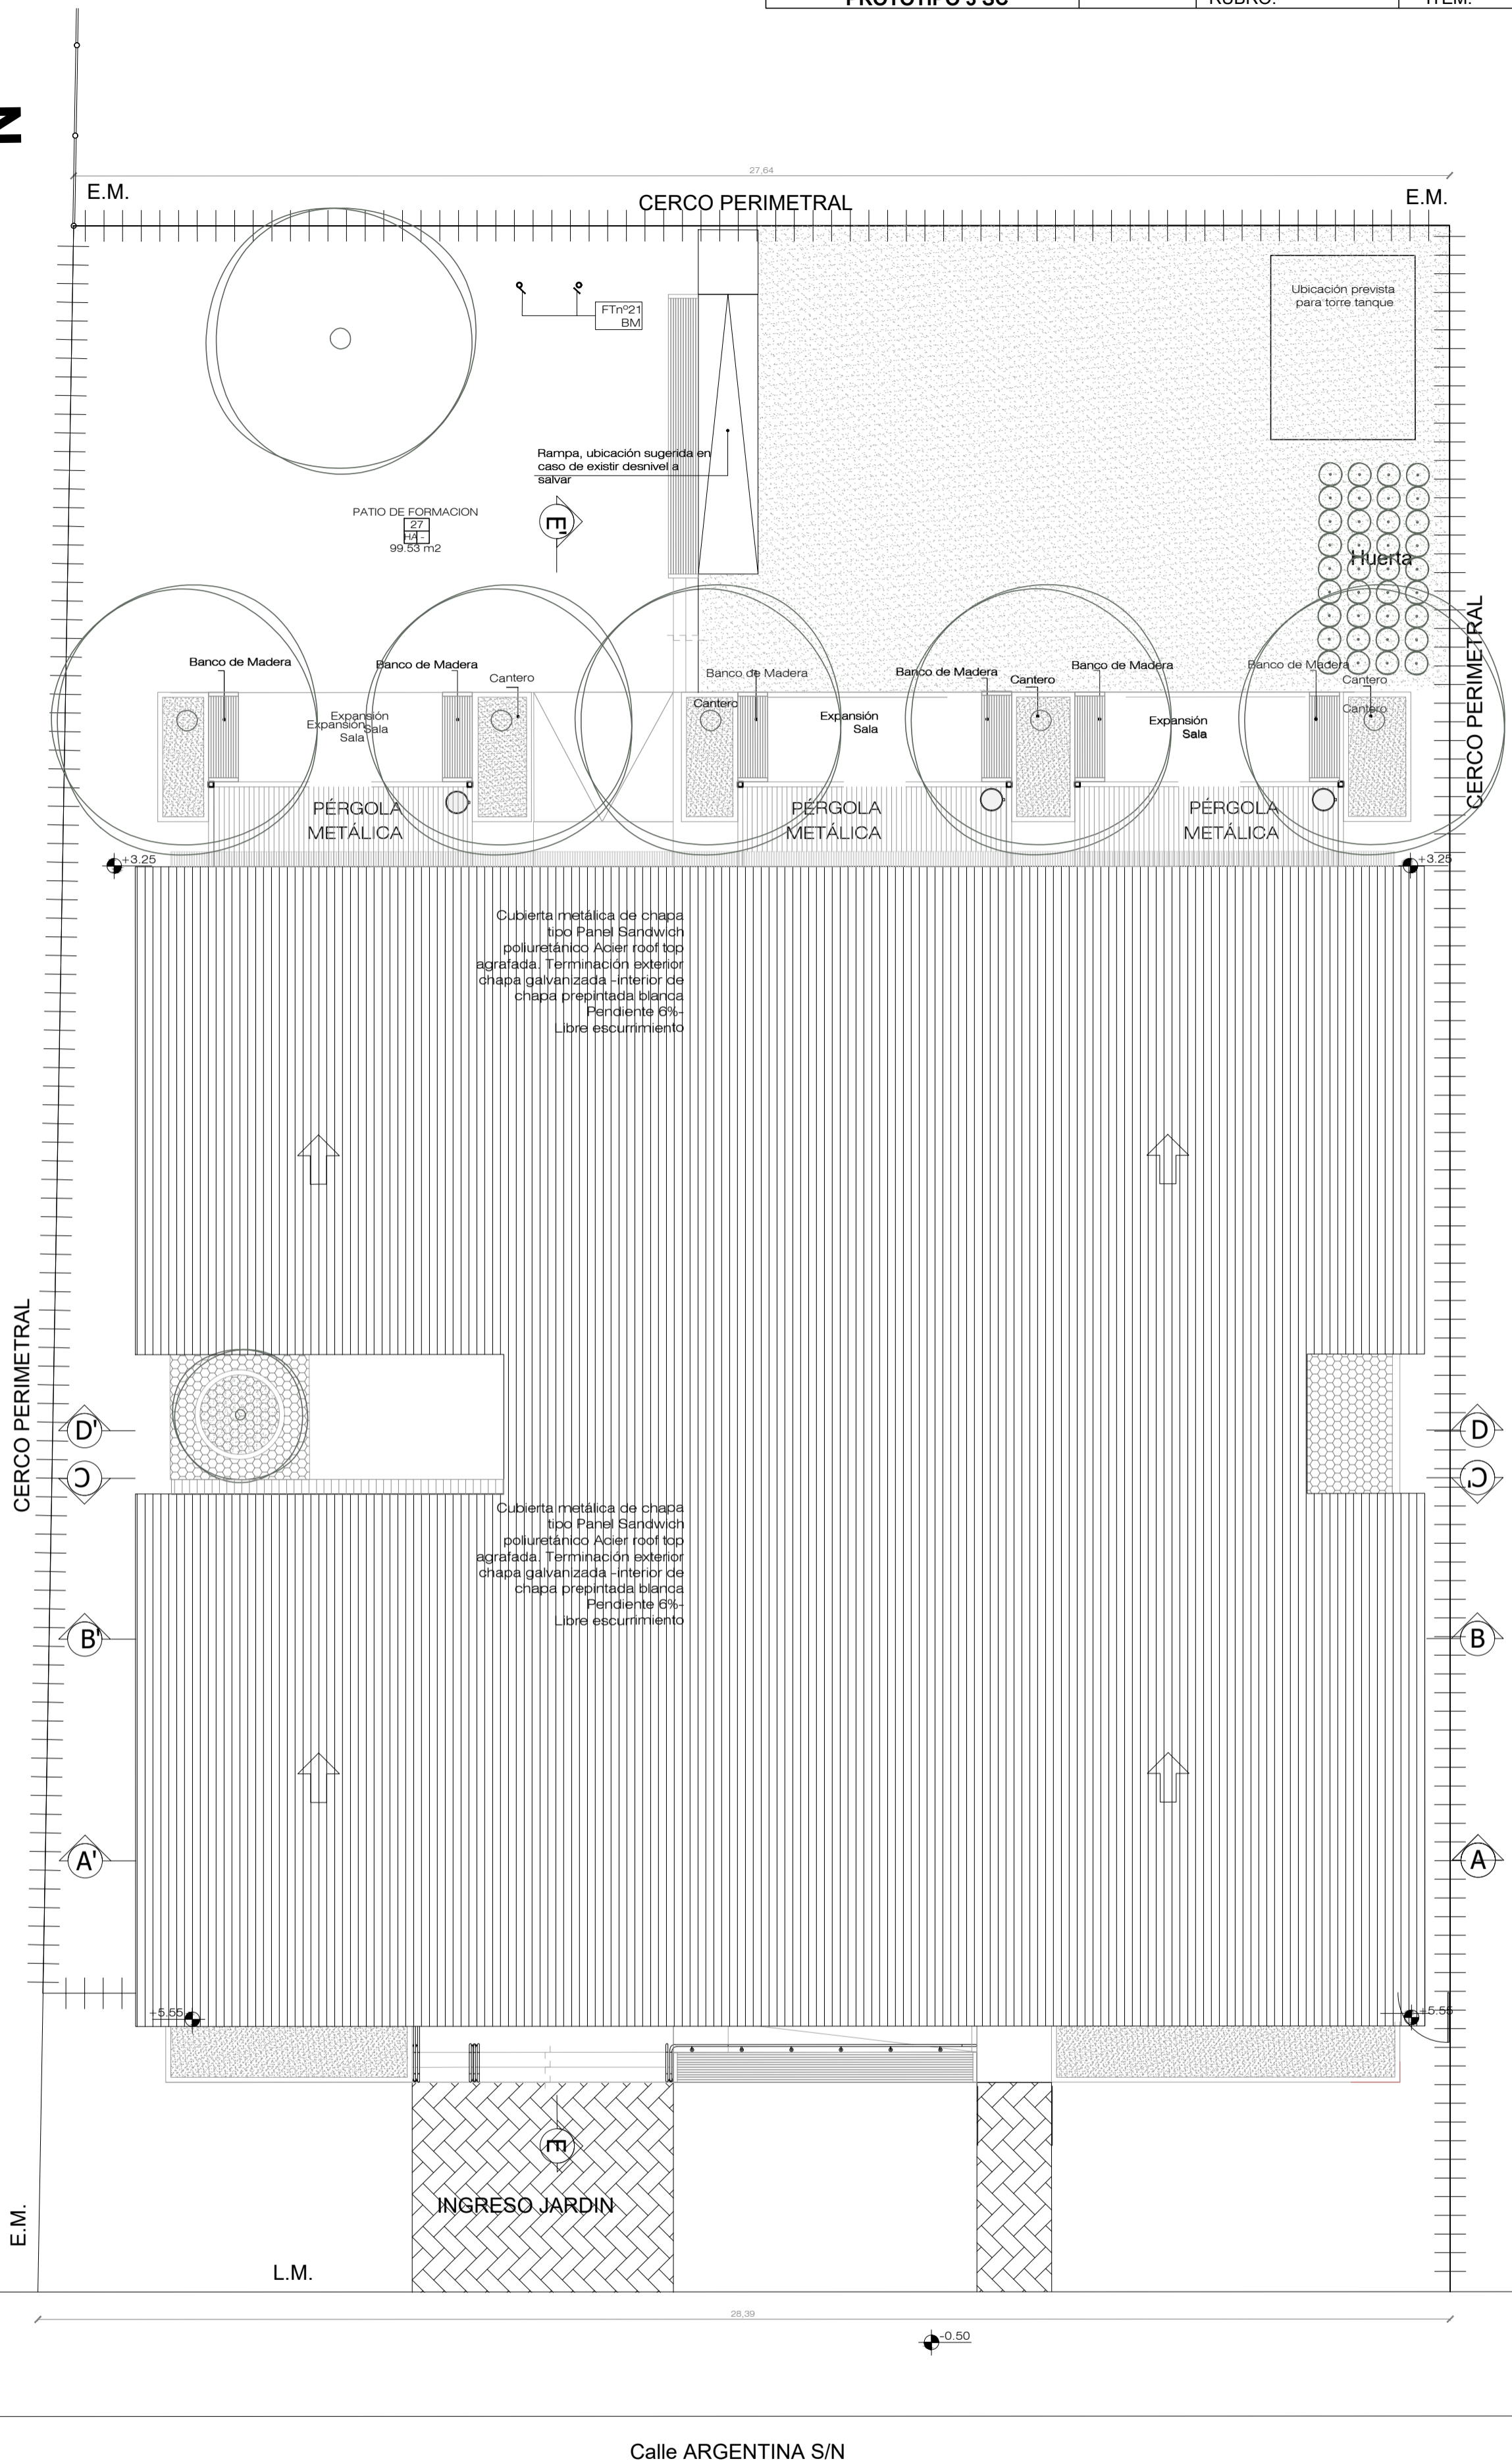 PROTOTIPO J SC
RUBRO:
ITEM:
N
27,64
E.M.
CERCO PERIMETRAL
E.M.
FTnº21
BM
Ubicación prevista
para torre tanque
Rampa, ubicación sugerida en
caso de existir desnivel a
salvar
E'
PATIO DE FORMACION
27
HA -
99.53 m2
Huerta
CERCO PERIMETRAL
Banco de Madera
Banco de Madera
Cantero
Banco de Madera
Cantero
Banco de Madera
Cantero
Banco de Madera
Banco de Madera
Cantero
Cantero
Expansión
Sala
Expansión
Sala
Expansión
Sala
Expansión
Sala
PÉRGOLA
METÁLICA
PÉRGOLA
METÁLICA
PÉRGOLA
METÁLICA
+3.25
+3.25
Cubierta metálica de chapa
tipo Panel Sandwich
poliuretánico Acier roof top
agrafada. Terminación exterior
chapa galvanizada -interior de
chapa prepintada blanca
Pendiente 6%-
Libre escurrimiento
CERCO PERIMETRAL
D'
D
C
C'
Cubierta metálica de chapa
tipo Panel Sandwich
poliuretánico Acier roof top
agrafada. Terminación exterior
chapa galvanizada -interior de
chapa prepintada blanca
Pendiente 6%-
Libre escurrimiento
B'
B
A'
A
+5.55
+5.55
E
INGRESO JARDIN
E.M.
L.M.
28,39
-0.50
Calle ARGENTINA S/N